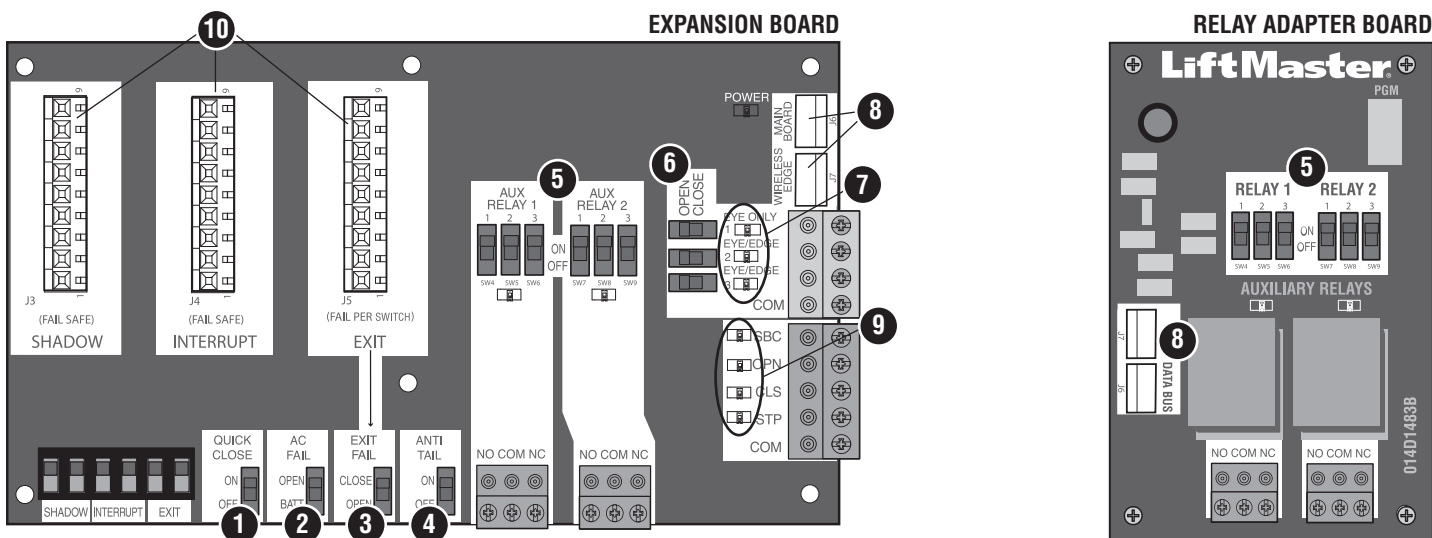 EXPANSION BOARD
10
6
6
6
J3
1
(FAIL SAFE)
SHADOW
J4
1
(FAIL SAFE)
INTERRUPT
J5
1
(FAIL PER SWITCH)
EXIT
POWER
MAIN BOARD
J6
WIRELESS EDGE
J7
8
6
OPEN
CLOSE
7
EYE ONLY
1
EYE/EDGE
2
EYE/EDGE
3
COM
5
AUX
RELAY 1
1 2 3
SW4 SW5 SW6
ON
OFF
AUX
RELAY 2
1 2 3
SW7 SW8 SW9
9
SBC
OPN
CLS
STP
COM
SHADOW INTERRUPT EXIT
QUICK
CLOSE
ON
OFF
1
AC
FAIL
OPEN
BATT
2
EXIT
FAIL
CLOSE
OPEN
3
ANTI
TAIL
ON
OFF
4
NO COM NC
NO COM NC
RELAY ADAPTER BOARD
LiftMaster®
PGM
5
RELAY 1 RELAY 2
1 2 3 1 2 3
ON
OFF
SW4 SW5 SW6 SW7 SW8 SW9
AUXILIARY RELAYS
J7
8
J6
DATA BUS
014D1483B
NO COM NC NO COM NC